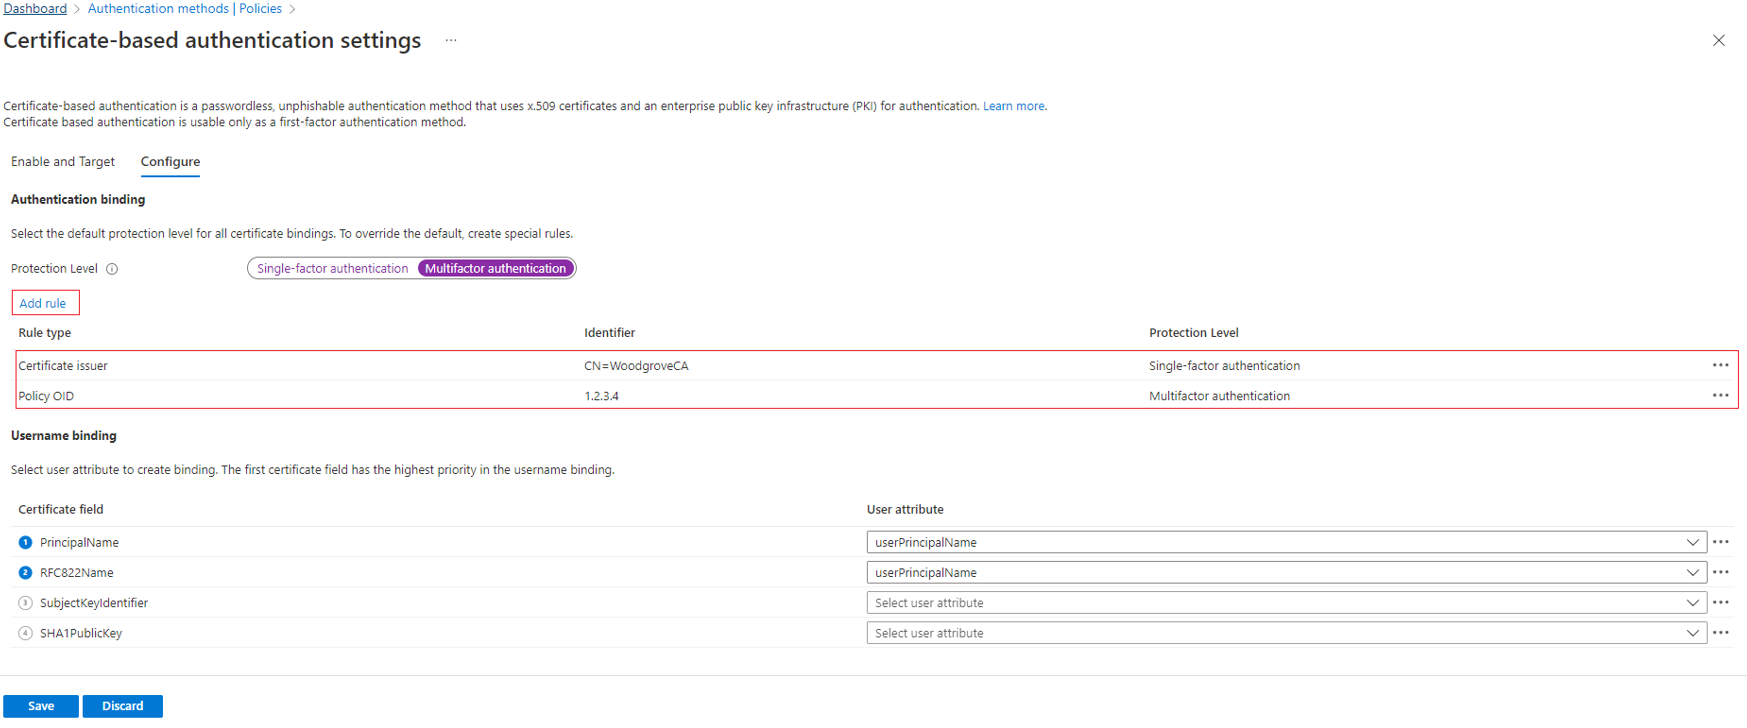 Dashboard > Authentication methods | Policies >
Certificate-based authentication settings ...
Certificate-based authentication is a passwordless, unphishable authentication method that uses x.509 certificates and an enterprise public key infrastructure (PKI) for authentication. Learn more.
Certificate based authentication is usable only as a first-factor authentication method.
Enable and Target Configure
Authentication binding
Select the default protection level for all certificate bindings. To override the default, create special rules.
Protection Level Single-factor authentication Multifactor authentication
Add rule
Rule type Identifier Protection Level
Certificate issuer CN=WoodgroveCA Single-factor authentication
Policy OID 1.2.3.4 Multifactor authentication
Username binding
Select user attribute to create binding. The first certificate field has the highest priority in the username binding.
Certificate field User attribute
1 PrincipalName userPrincipalName
2 RFC822Name userPrincipalName
3 SubjectKeyIdentifier Select user attribute
4 SHA1PublicKey Select user attribute
Save Discard